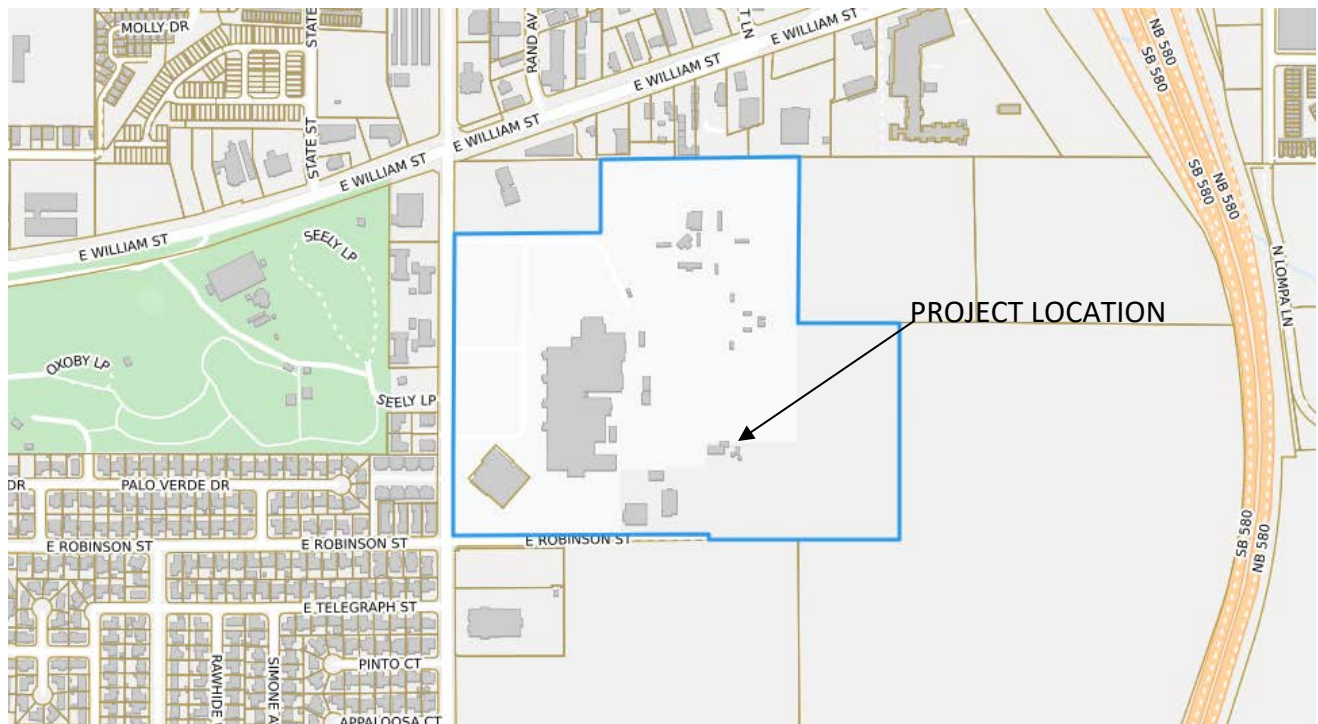 MOLLY DR
STATE
RAND AV
T LN
E WILLIAM ST
E WILLIAM ST
NB 580
SB 580
E WILLIAM ST
STATE ST
E WILLIAM ST
SB 580
NB 580
E WILLIAM ST
SEELY LP
N LOMPA LN
PROJECT LOCATION
OXOBY LP
SEELY LP
DR
PALO VERDE DR
E ROBINSON ST
E ROBINSON ST
E ROBINSON ST
SB 580
NB 580
E TELEGRAPH ST
RAWHIDE
SIMONE A
PINTO CT
APPALOOSA CT